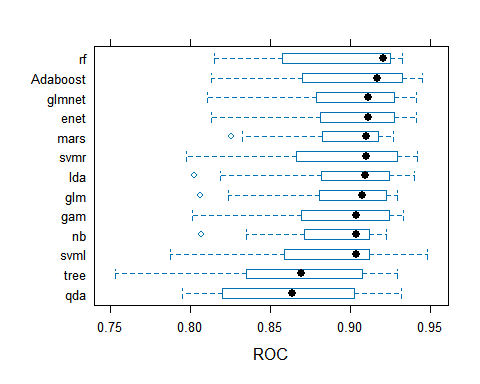 0.75 0.80 0.85 0.90 0.95
rf
Adaboost
glmnet
enet
mars
svmr
lda
glm
gam
nb
svml
tree
qda
ROC